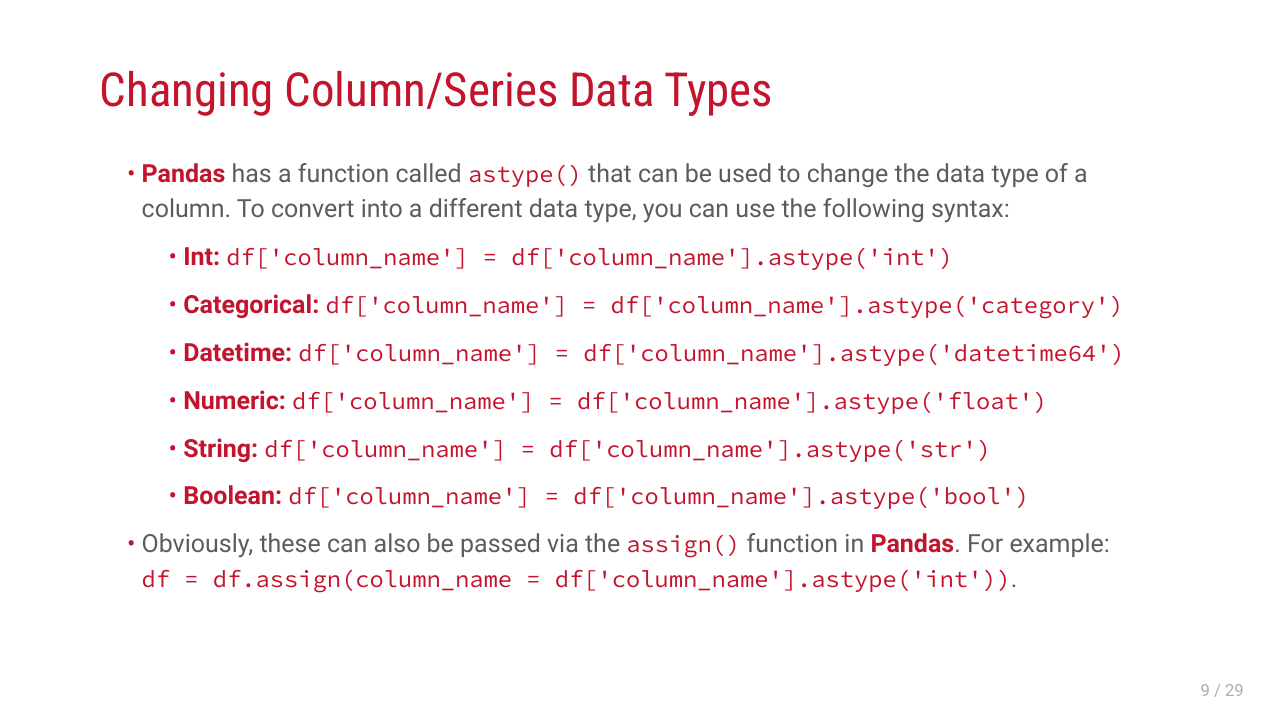 Changing Column/Series Data Types
• Pandas has a function called astype() that can be used to change the data type of a
column. To convert into a different data type, you can use the following syntax:
• Int: df['column_name'] = df['column_name'].astype('int')
• Categorical: df['column_name'] = df['column_name'].astype('category')
• Datetime: df['column_name'] = df['column_name'].astype('datetime64')
• Numeric: df['column_name'] = df['column_name'].astype('float')
• String: df['column_name'] = df['column_name'].astype('str')
• Boolean: df['column_name'] = df['column_name'].astype('bool')
• Obviously, these can also be passed via the assign() function in Pandas. For example:
df = df.assign(column_name = df['column_name'].astype('int')).
9 / 29